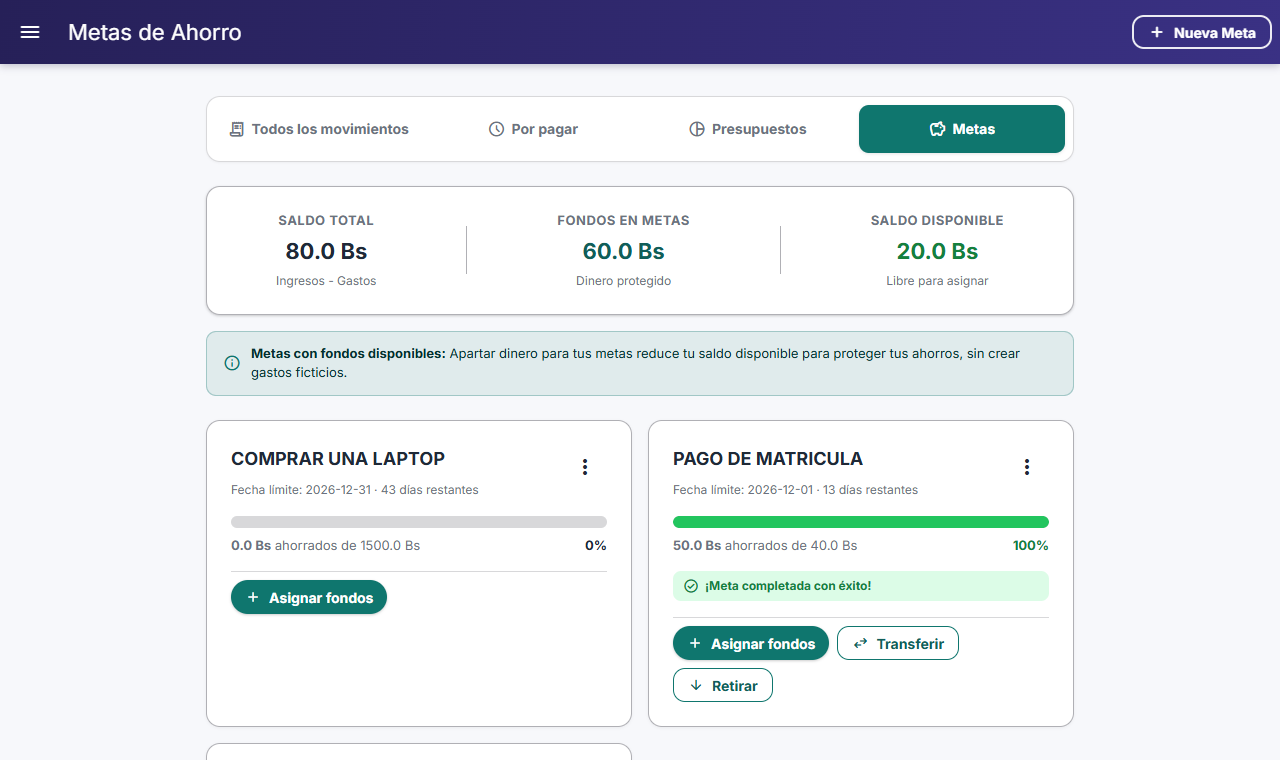 Metas de Ahorro
+ Nueva Meta
Todos los movimientos
Por pagar
Presupuestos
Metas
SALDO TOTAL
80.0 Bs
Ingresos - Gastos
FONDOS EN METAS
60.0 Bs
Dinero protegido
SALDO DISPONIBLE
20.0 Bs
Libre para asignar
Metas con fondos disponibles: Apartar dinero para tus metas reduce tu saldo disponible para proteger tus ahorros, sin crear
gastos ficticios.
COMPRAR UNA LAPTOP
Fecha límite: 2026-12-31 · 43 días restantes
0.0 Bs ahorrados de 1500.0 Bs 0%
+ Asignar fondos
PAGO DE MATRICULA
Fecha límite: 2026-12-01 · 13 días restantes
50.0 Bs ahorrados de 40.0 Bs 100%
¡Meta completada con éxito!
+ Asignar fondos
Transferir
Retirar